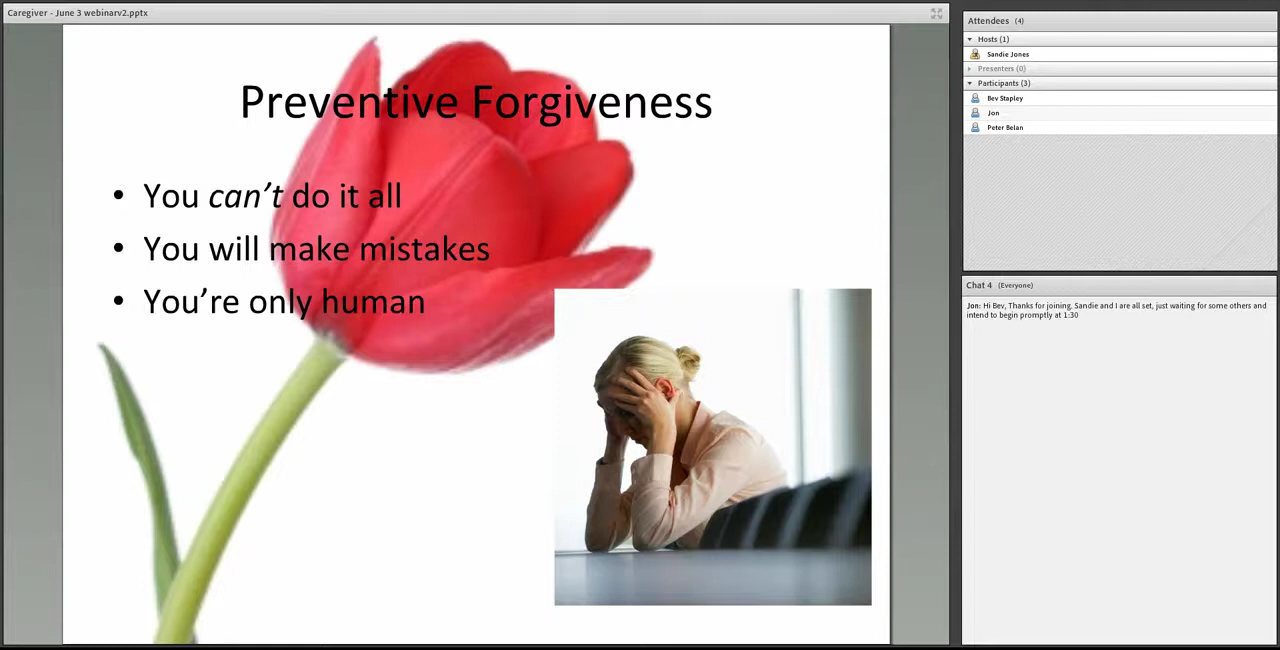 Caregiver - June 3 webinarv2.pptx
Preventive Forgiveness
• You can’t do it all
• You will make mistakes
• You’re only human
Attendees (4)
Hosts (1)
Sandie Jones
Presenters (0)
Participants (3)
Bev Stapley
Jon
Peter Belan
Chat 4 (Everyone)
Jon: Hi Bev, Thanks for joining. Sandie and I are all set, just waiting for some others and
intend to begin promptly at 1:30